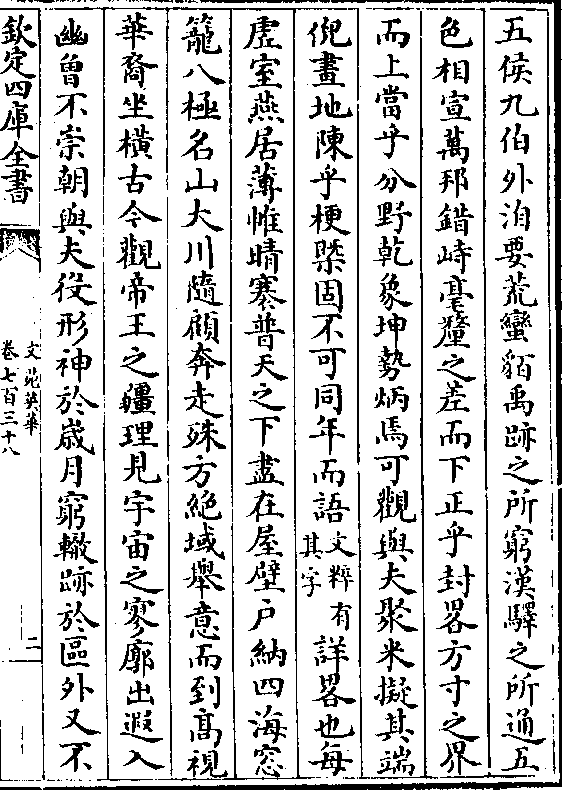 五侯九伯外洎要荒蠻貊禹跡之所窮漢驛之所通五
色相宣萬邦錯峙毫釐之差而下正乎封畧方寸之界
而上當乎分野乾象坤勢炳焉可觀與夫聚米擬其端
倪畫地陳乎梗槩固不可同年而語文粹有其字詳畧也每
虛室燕居薄帷晴褰普天之下盡在屋壁户納四海窓
籠八極名山大川隨顧奔走殊方絶域舉意而到髙視
華裔坐横古今觀帝王之疆理見宇宙之寥廓出遐入
幽曾不崇朝與夫役形神於歲月窮轍跡於區外又不
欽定四庫全書
文苑英華
卷七百三十八
二